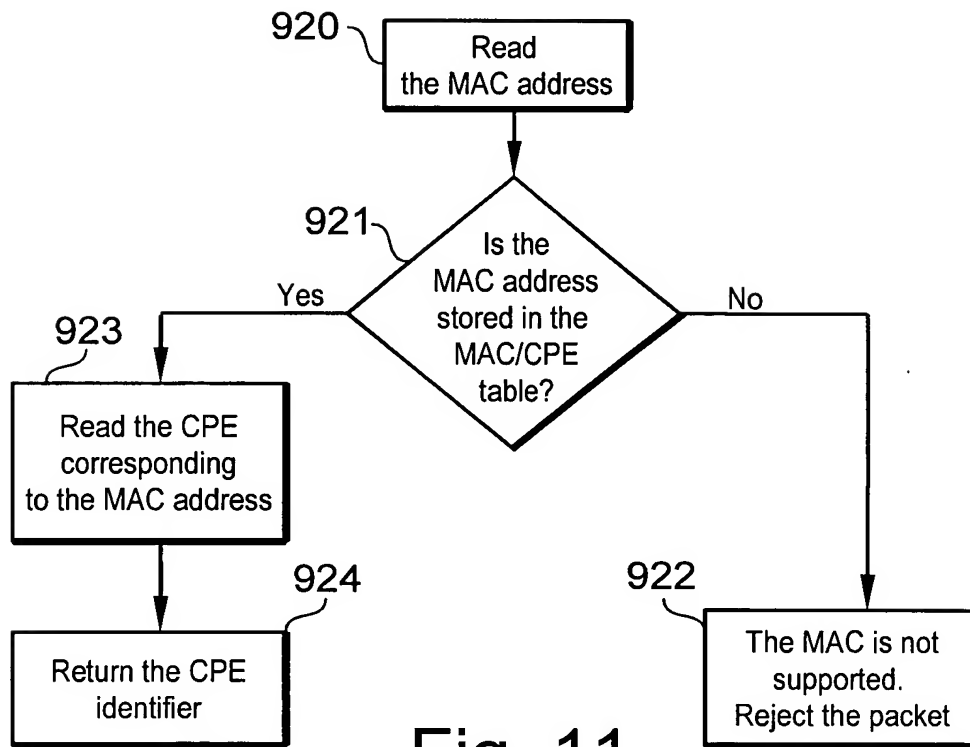 920
Read
the MAC address
921
Is the
MAC address
stored in the
MAC/CPE
table?
Yes
No
923
Read the CPE
corresponding
to the MAC address
924
Return the CPE
identifier
922
The MAC is not
supported.
Reject the packet
Fig. 11